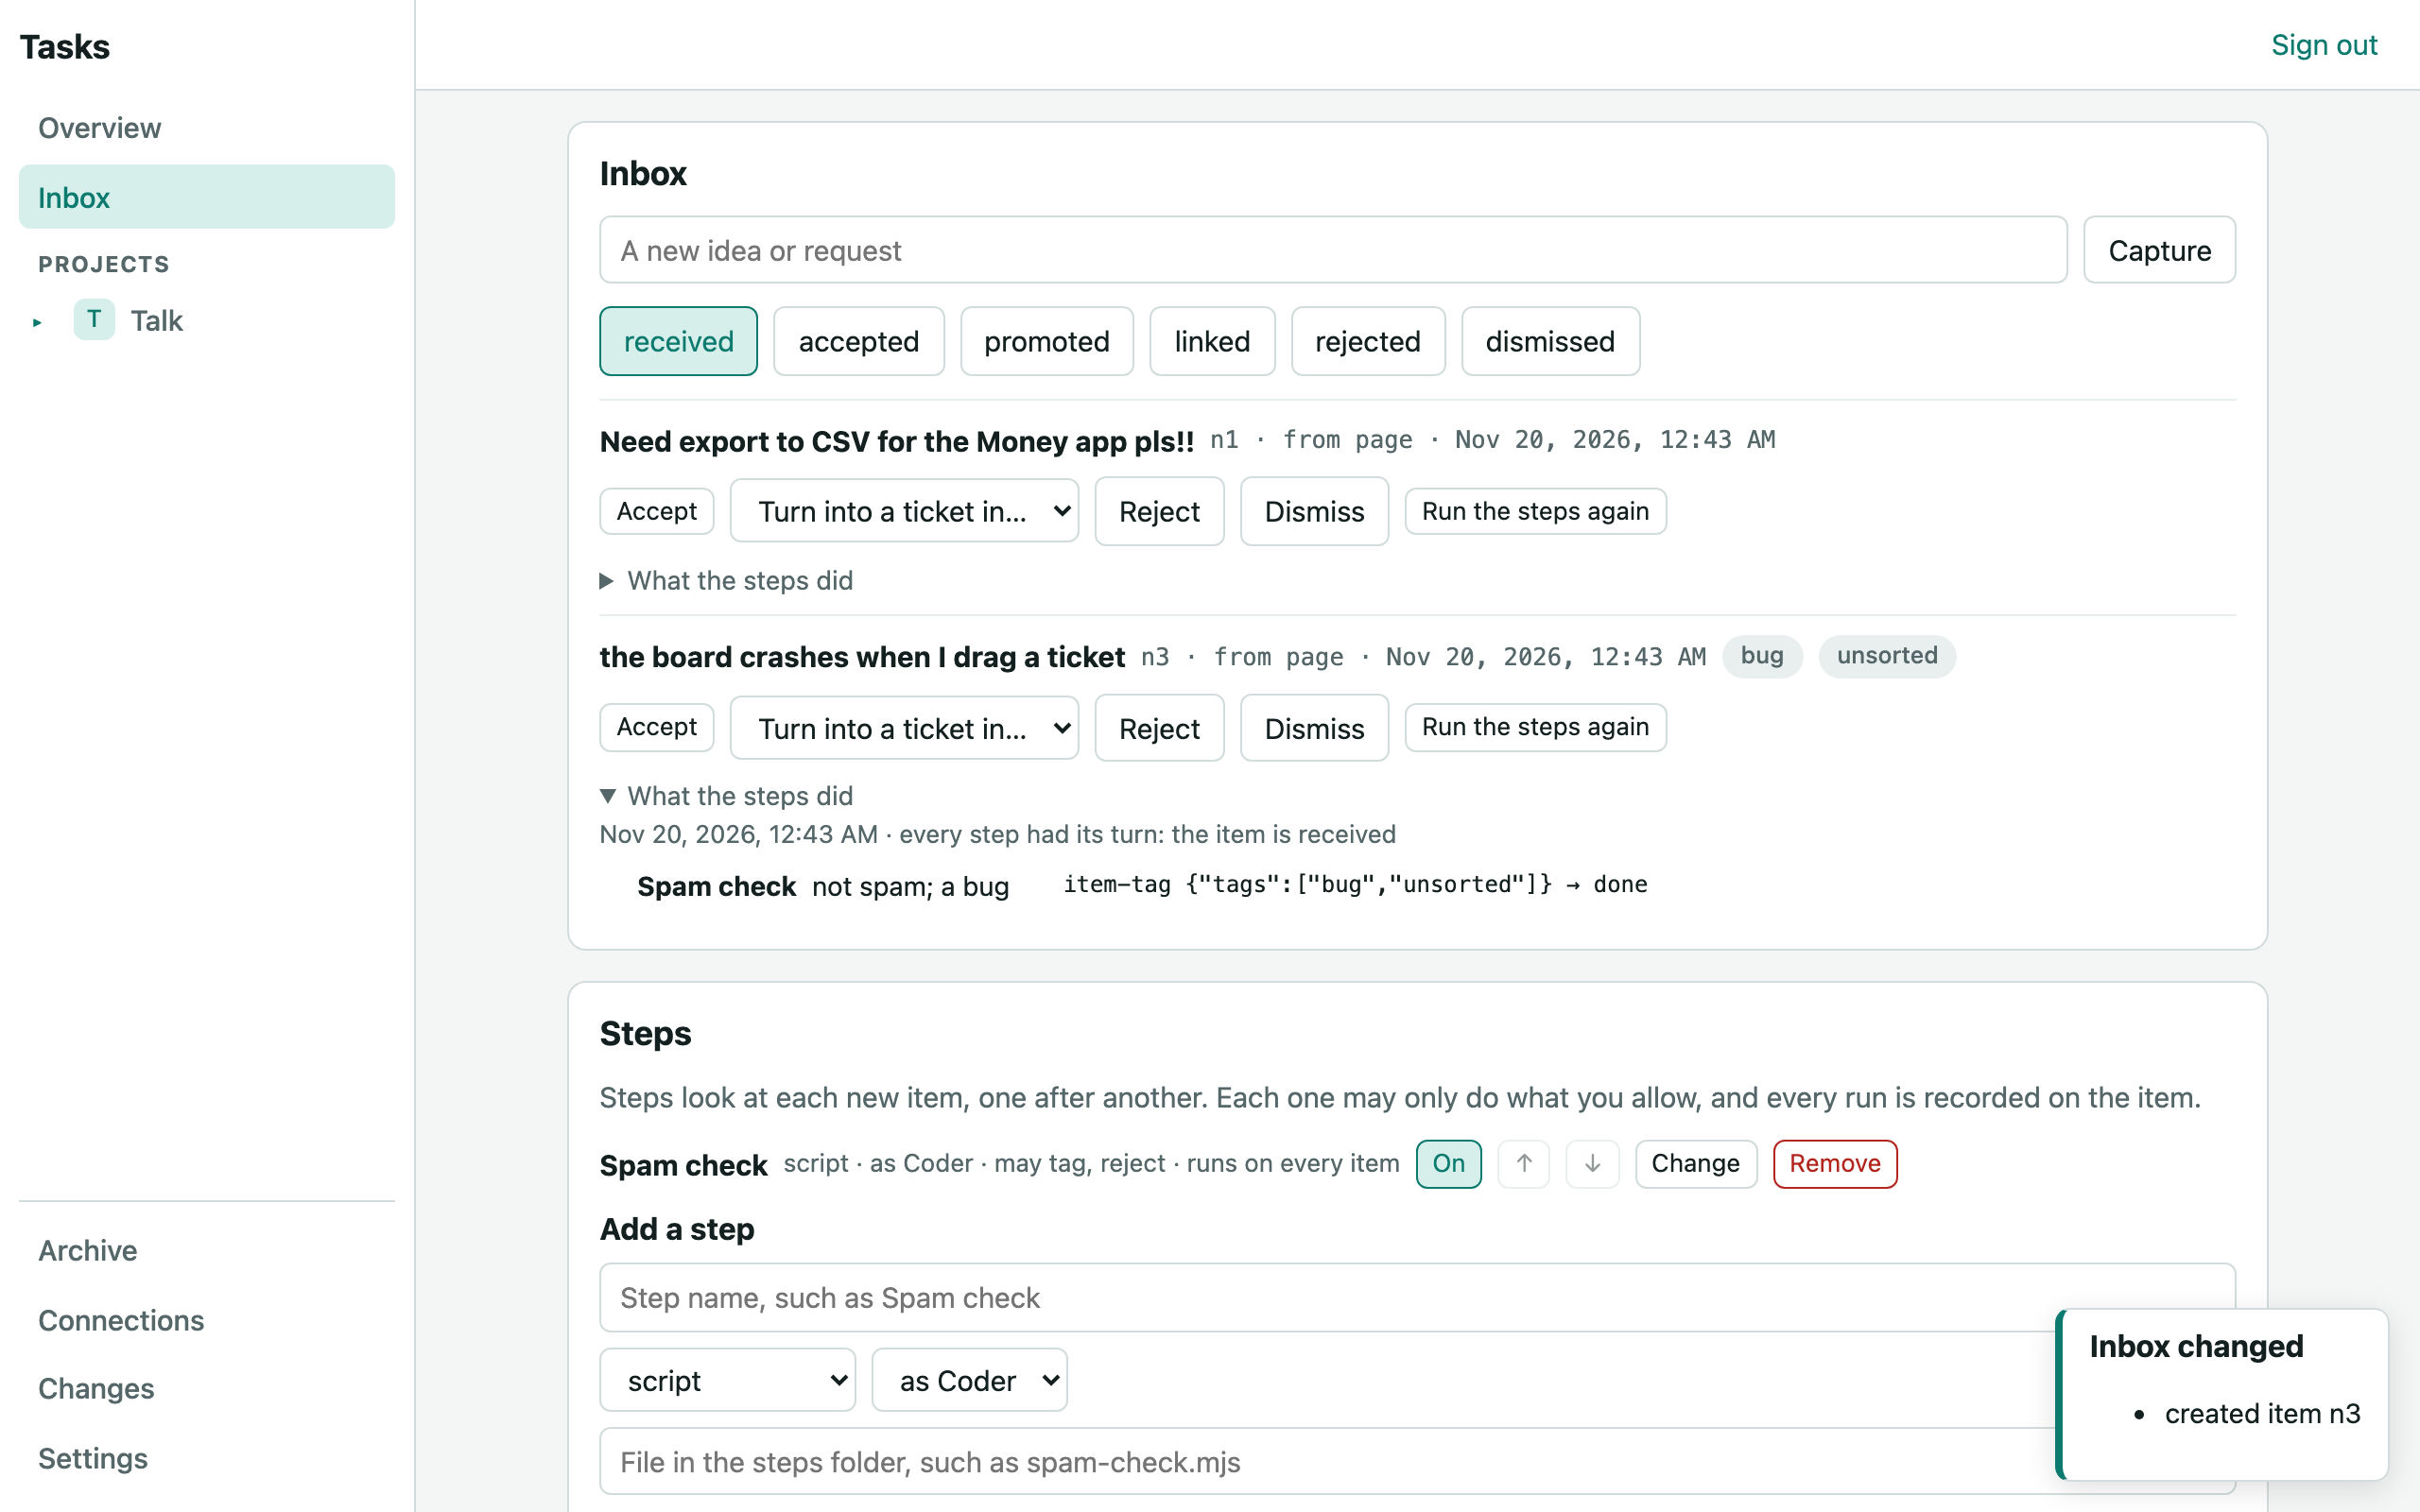 Tasks
Sign out
Overview
Inbox
PROJECTS
▸ T Talk
Archive
Connections
Changes
Settings
Inbox
A new idea or request
Capture
received accepted promoted linked rejected dismissed
Need export to CSV for the Money app pls!! n1 · from page · Nov 20, 2026, 12:43 AM
Accept Turn into a ticket in... Reject Dismiss Run the steps again
▶ What the steps did
the board crashes when I drag a ticket n3 · from page · Nov 20, 2026, 12:43 AM bug unsorted
Accept Turn into a ticket in... Reject Dismiss Run the steps again
▼ What the steps did
Nov 20, 2026, 12:43 AM · every step had its turn: the item is received
Spam check not spam; a bug item-tag {"tags":["bug","unsorted"]} → done
Steps
Steps look at each new item, one after another. Each one may only do what you allow, and every run is recorded on the item.
Spam check script · as Coder · may tag, reject · runs on every item On ↑ ↓ Change Remove
Add a step
Step name, such as Spam check
script as Coder
File in the steps folder, such as spam-check.mjs
Inbox changed
• created item n3